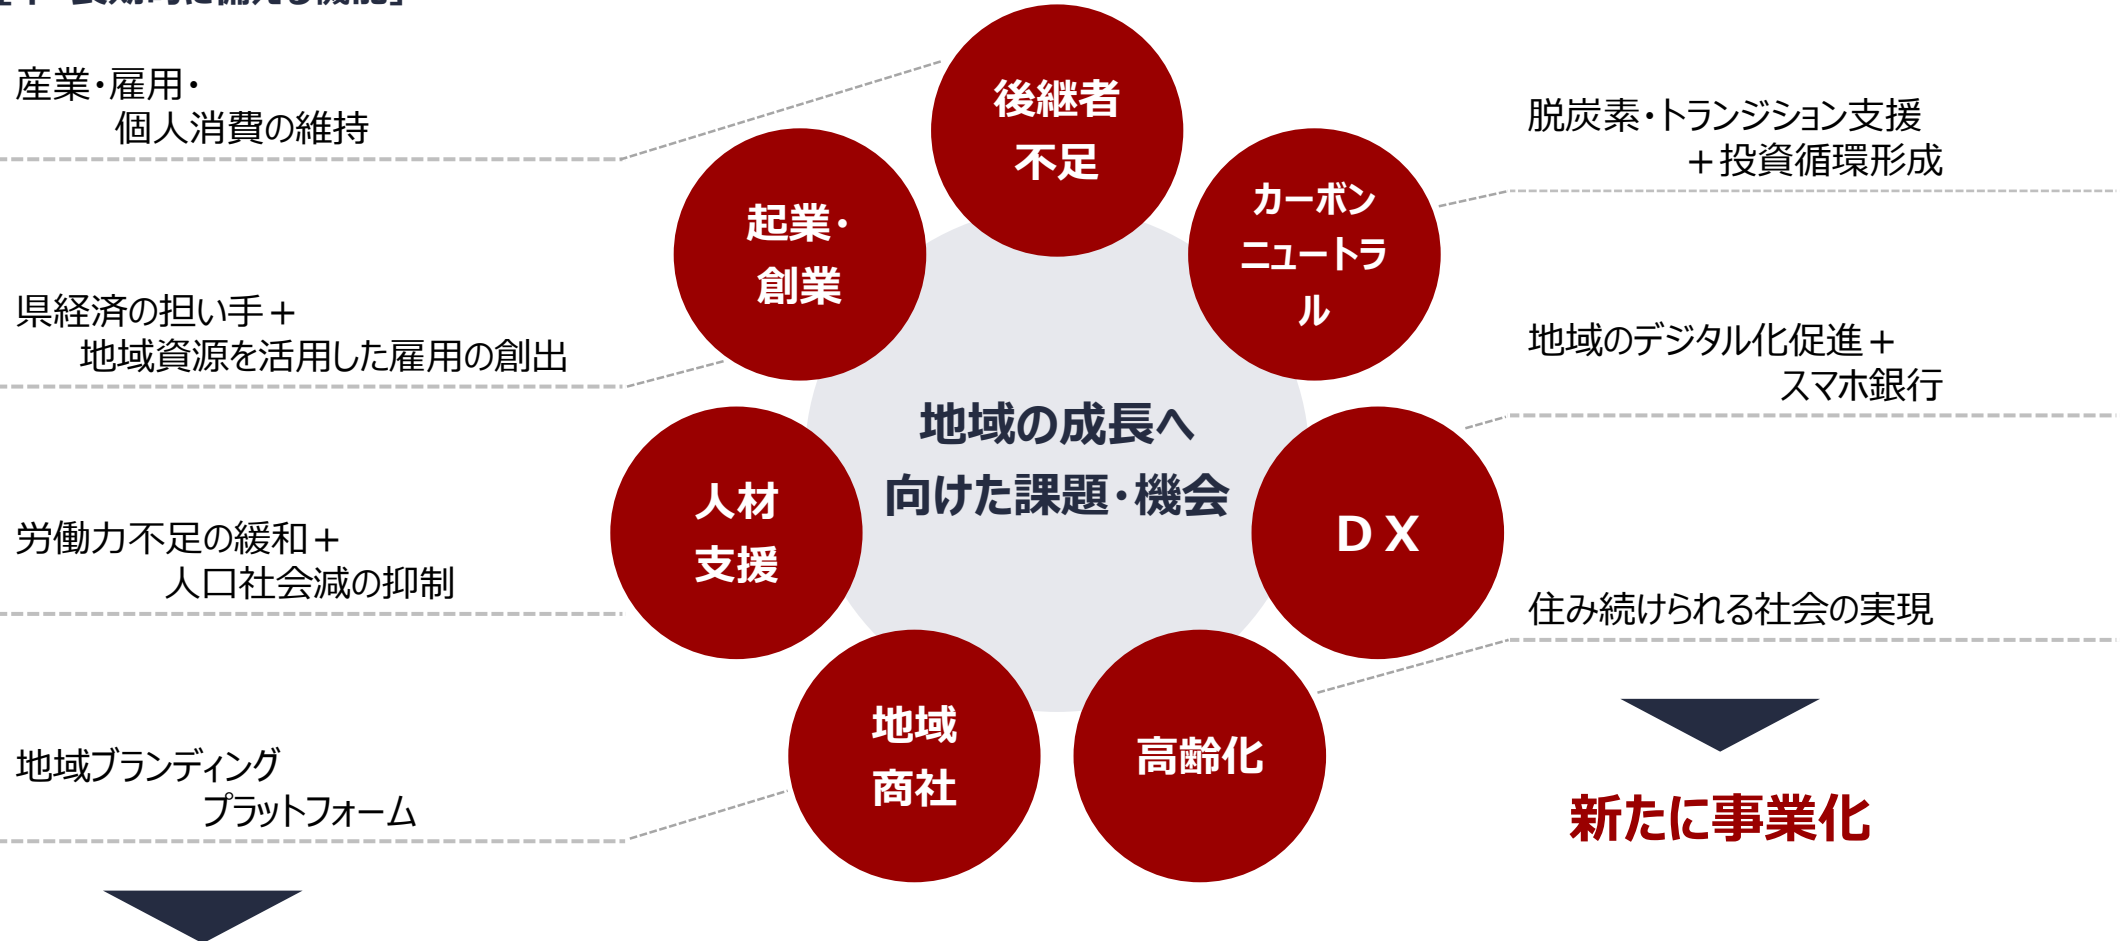 産業・雇用・
個人消費の維持
県経済の担い手＋
地域資源を活用した雇用の創出
労働力不足の緩和＋
人口社会減の抑制
地域ブランディング
プラットフォーム
後継者
不足
起業・
創業
人材
支援
地域
商社
高齢化
ＤＸ
カーボン
ニュートラ
ル
地域の成長へ
向けた課題・機会
脱炭素・トランジション支援
＋投資循環形成
地域のデジタル化促進＋
スマホ銀行
住み続けられる社会の実現
新たに事業化